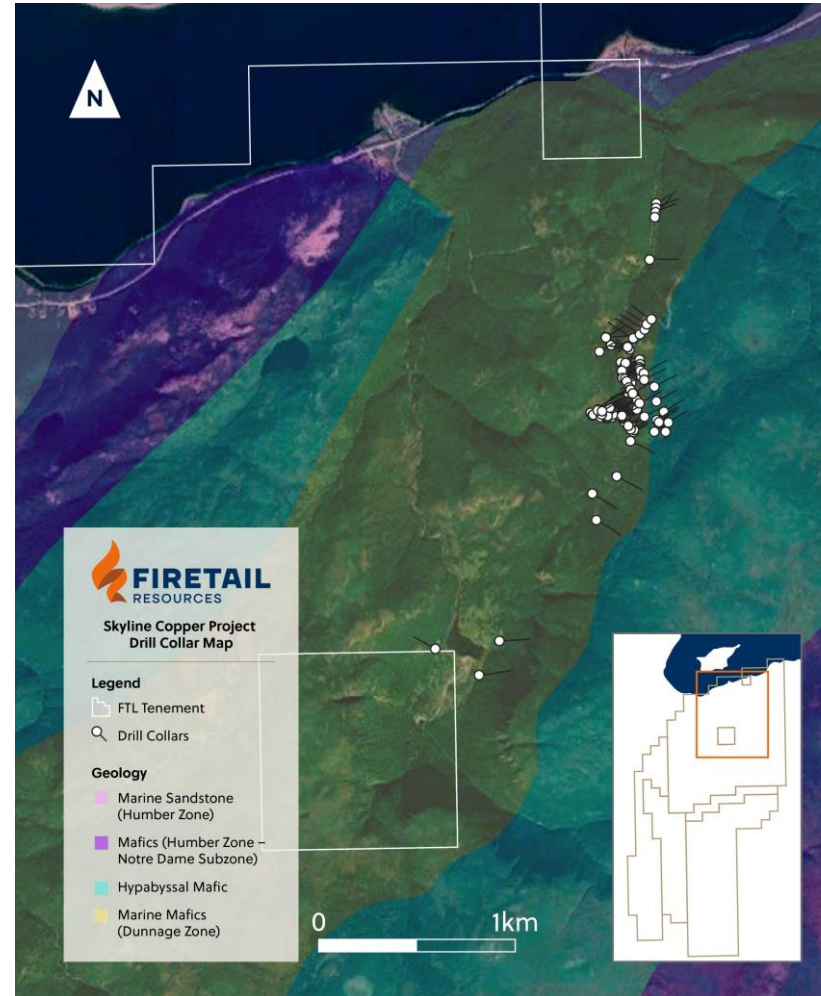 N
FIRETAIL
RESOURCES
Skyline Copper Project
Drill Collar Map
Legend
FTL Tenement
Drill Collars
Geology
Marine Sandstone
(Humber Zone)
Mafics (Humber Zone –
Notre Dame Subzone)
Hypabyssal Mafic
Marine Mafics
(Dunnage Zone)
0 1km